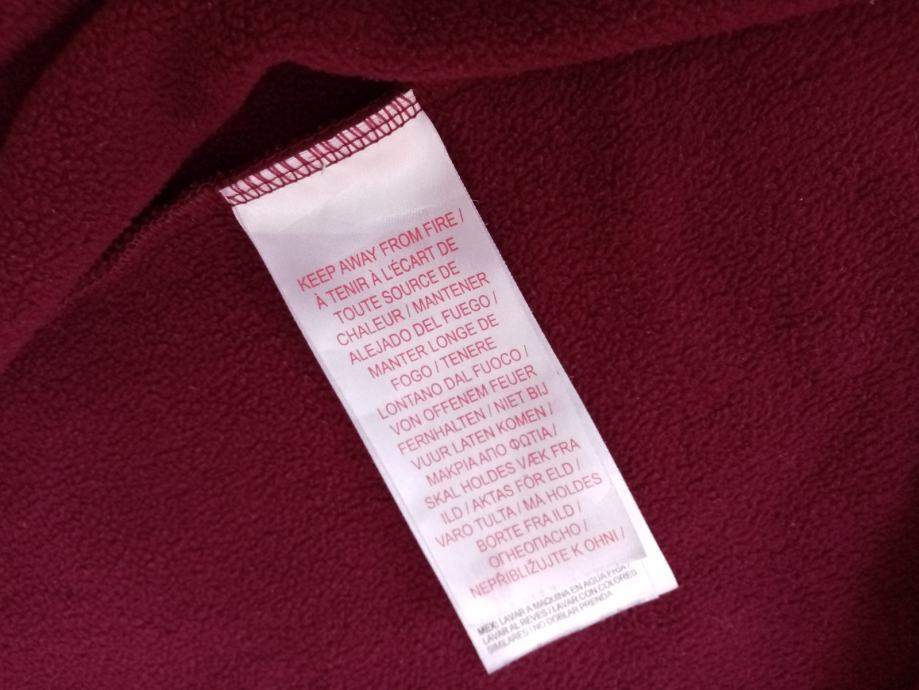 KEEP AWAY FROM FIRE /
À TENIR À L'ÉCART DE
TOUTE SOURCE DE
CHALEUR / MANTENER
ALEJADO DEL FUEGO /
MANTER LONGE DE
FOGO / TENERE
LONTANO DAL FUOCO /
VON OFFENEM FEUER
FERNHALTEN / NIET BIJ
VUUR LATEN KOMEN /
ΜΑΚΡΙΑ ΑΠΟ ΦΩΤΙΑ /
SKAL HOLDES VÆK FRA
ILD / AKTAS FÖR ELD /
VARO TULTA / MÅ HOLDES
BORTE FRA ILD /
ОГНЕОПАСНО /
NEPŘIBLIŽUJTE K OHNI /
MEX: LAVAR A MAQUINA EN AGUA FRIA /
LAVAR AL REVES / LAVAR CON COLORES
SIMILARES / NO DOBLAR PRENDA